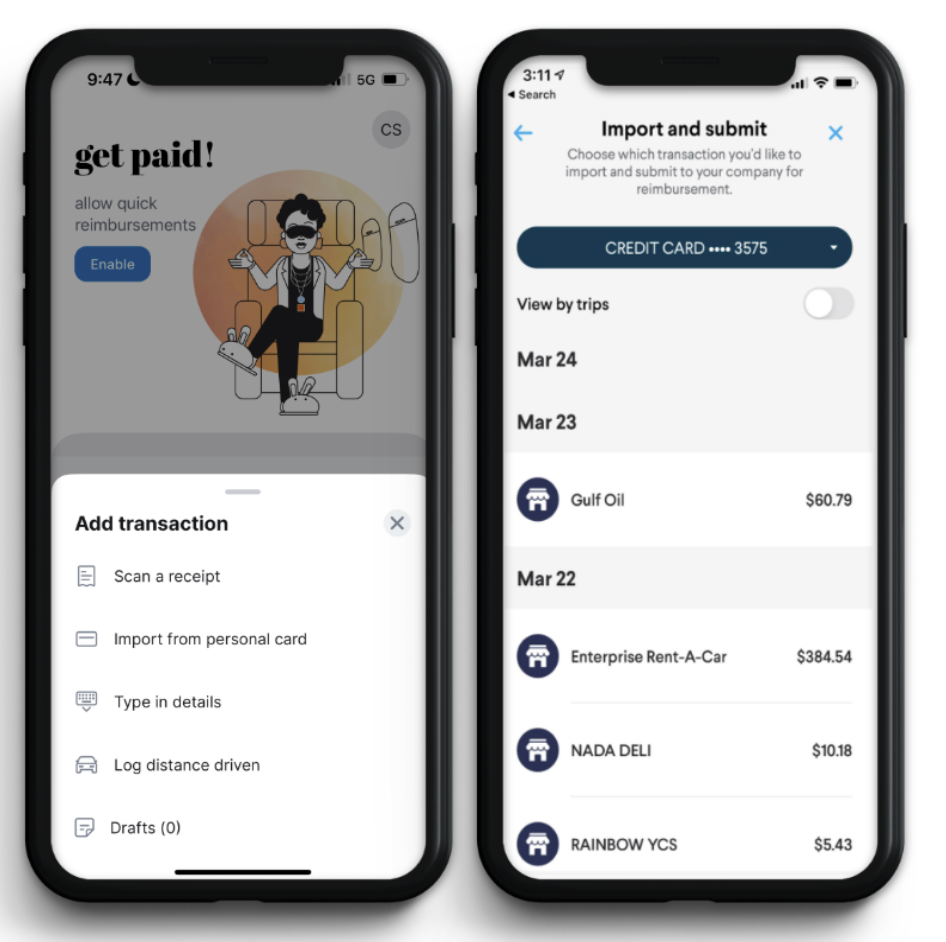 9:47
5G
CS
get paid!
allow quick
reimbursements
Enable
Add transaction
Scan a receipt
Import from personal card
Type in details
Log distance driven
Drafts (0)
3:11
Search
Import and submit
Choose which transaction you'd like to
import and submit to your company for
reimbursement.
CREDIT CARD •••• 3575
View by trips
Mar 24
Mar 23
Gulf Oil $60.79
Mar 22
Enterprise Rent-A-Car $384.54
NADA DELI $10.18
RAINBOW YCS $5.43